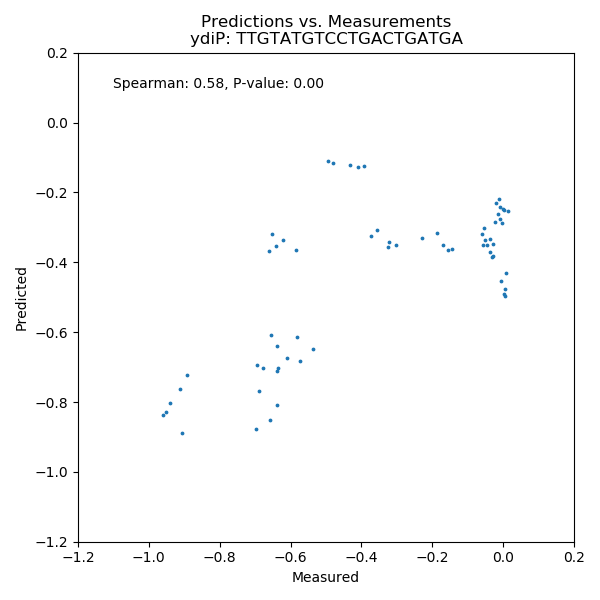 Predictions vs. Measurements
ydiP: TTGTATGTCCTGACTGATGA
Spearman: 0.58, P-value: 0.00
Predicted
0.2
0.0
−0.2
−0.4
−0.6
−0.8
−1.0
−1.2
−1.2 −1.0 −0.8 −0.6 −0.4 −0.2 0.0 0.2
Measured